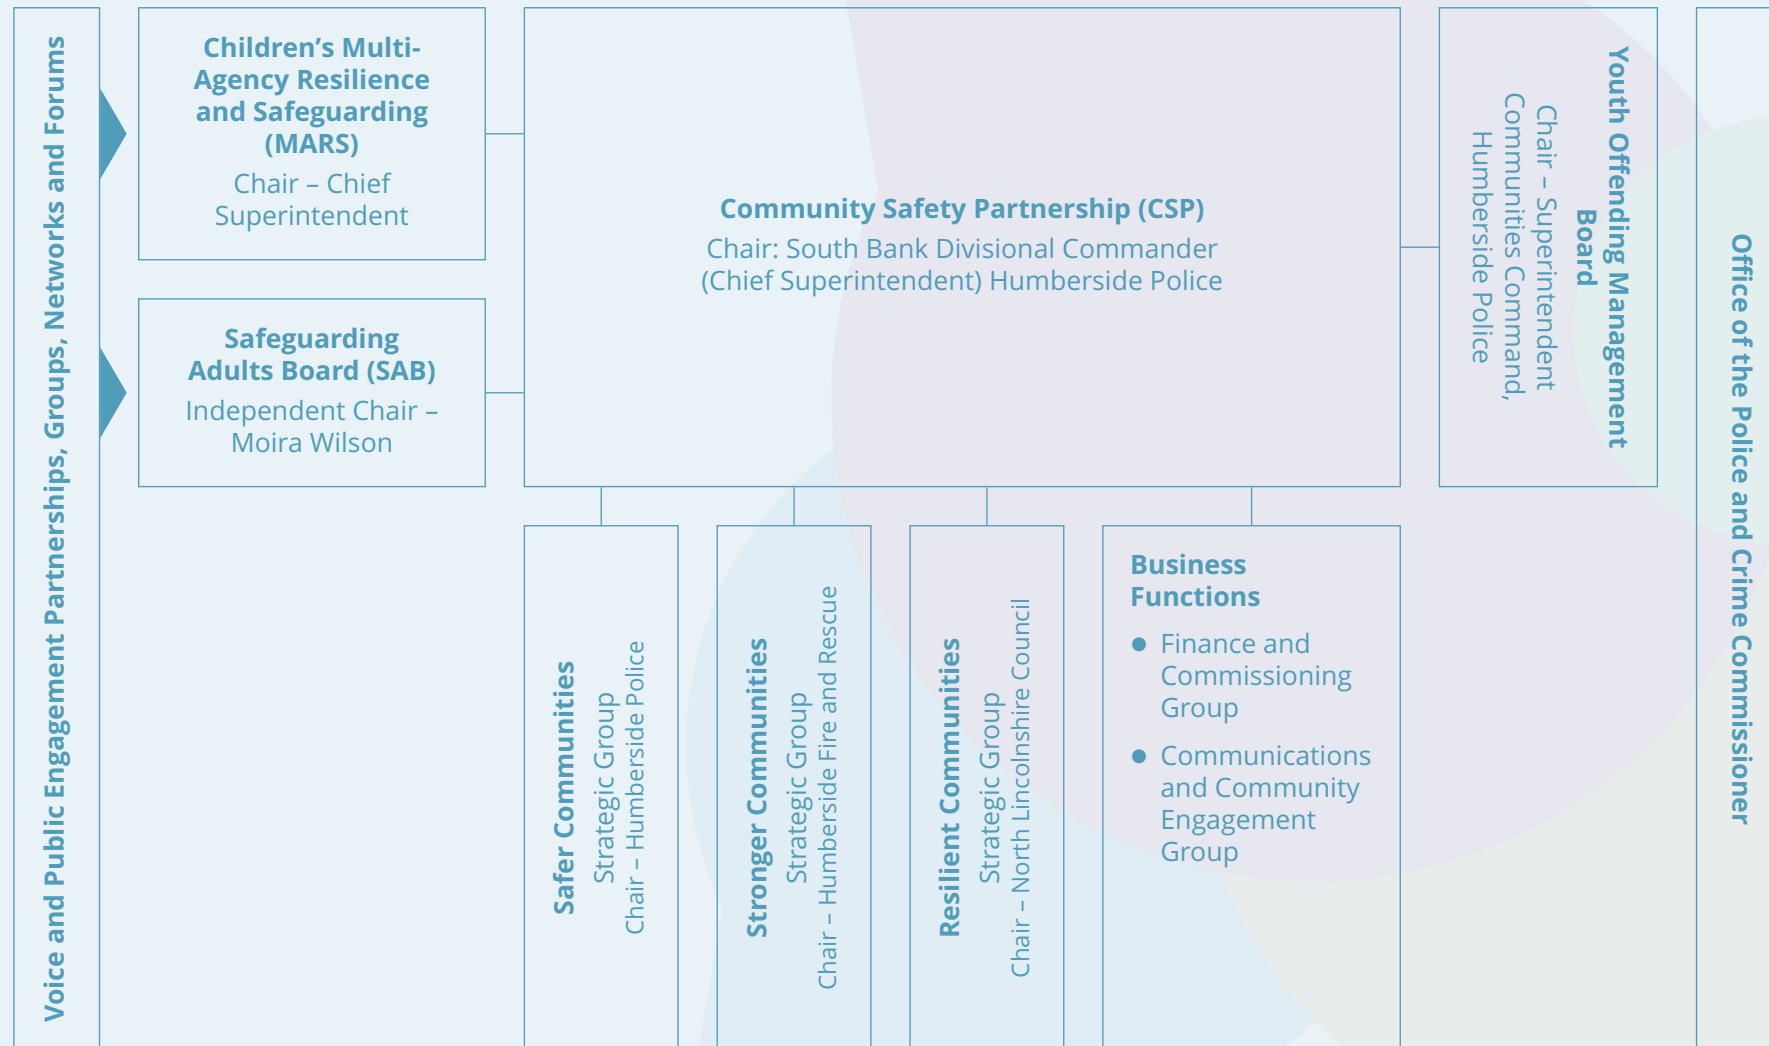 Voice and Public Engagement Partnerships, Groups, Networks and Forums
Children’s Multi-
Agency Resilience
and Safeguarding
(MARS)
Chair – Chief
Superintendent
Safeguarding
Adults Board (SAB)
Independent Chair –
Moira Wilson
Community Safety Partnership (CSP)
Chair: South Bank Divisional Commander
(Chief Superintendent) Humberside Police
Youth Offending Management
Board
Chair – Superintendent
Communities Command,
Humberside Police
Office of the Police and Crime Commissioner
Safer Communities
Strategic Group
Chair – Humberside Police
Stronger Communities
Strategic Group
Chair – Humberside Fire and Rescue
Resilient Communities
Strategic Group
Chair – North Lincolnshire Council
Business
Functions
● Finance and
Commissioning
Group
● Communications
and Community
Engagement
Group